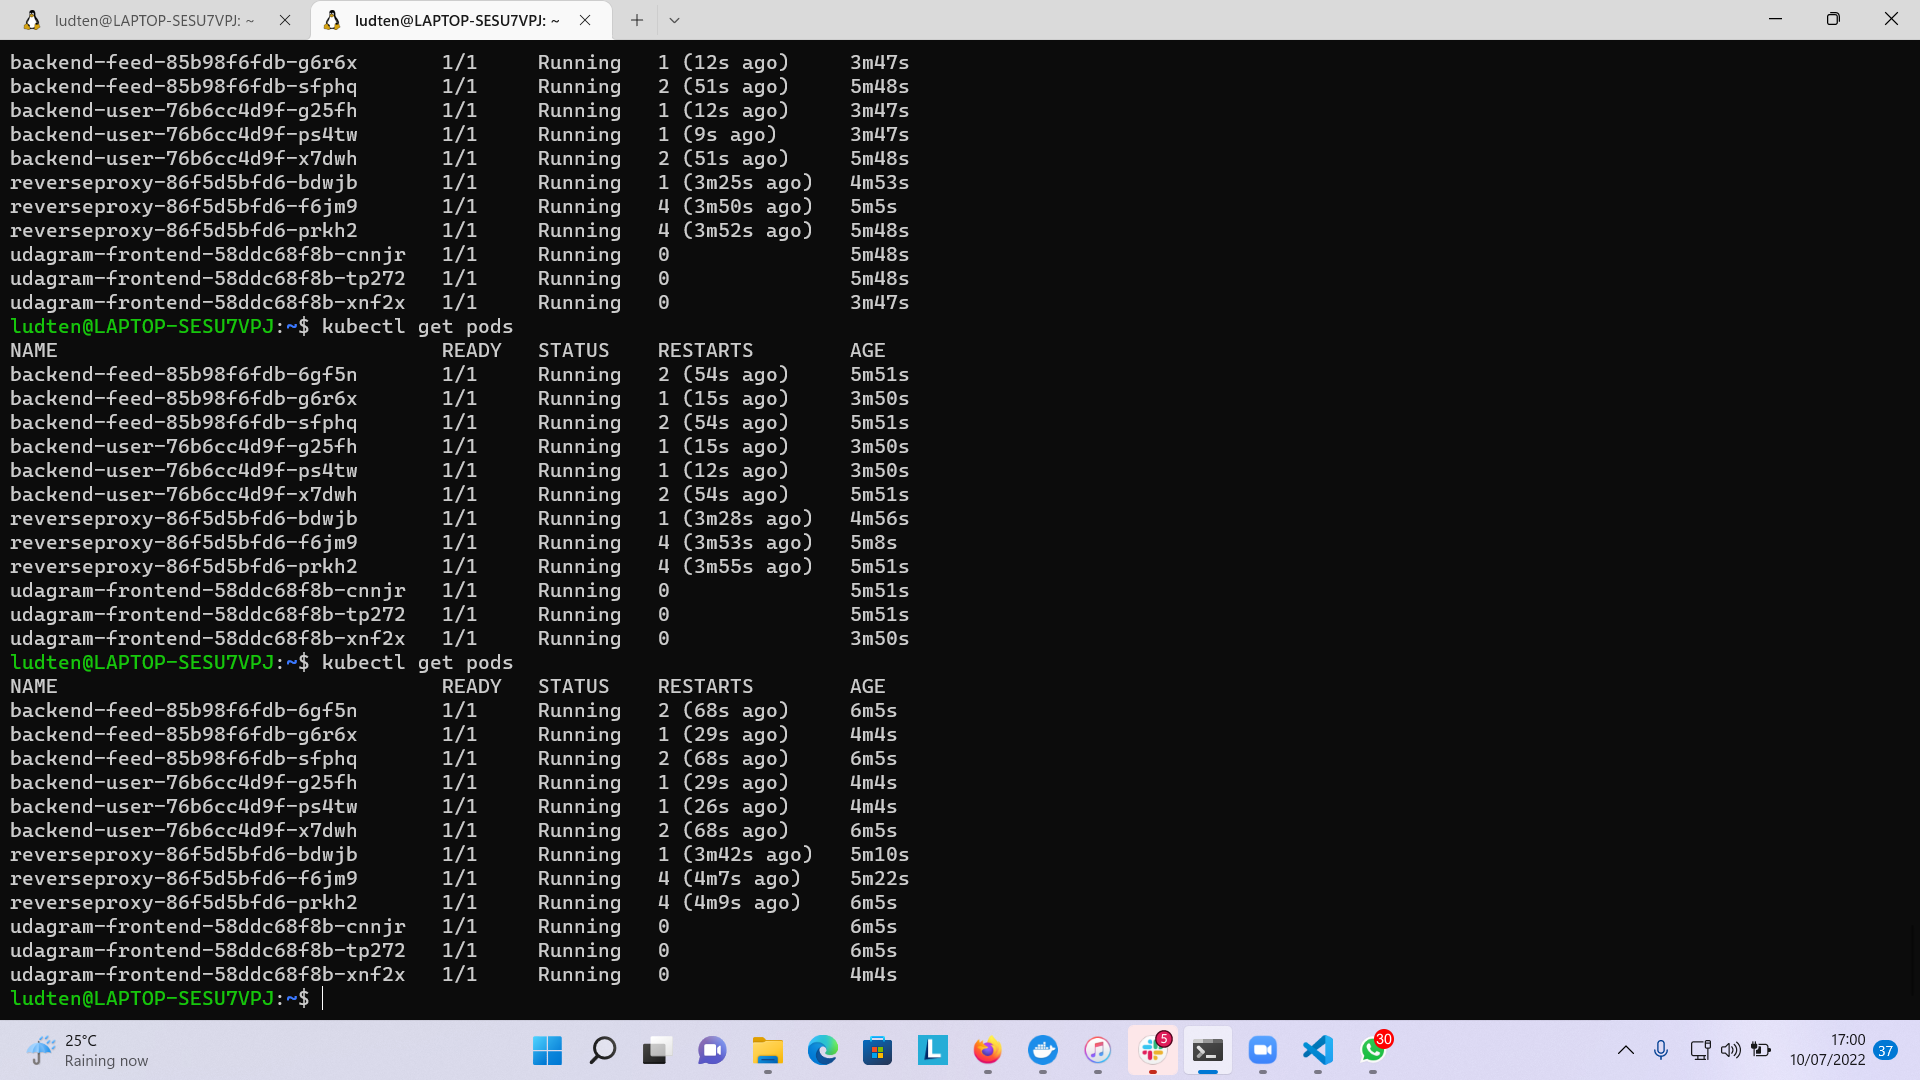 ludten@LAPTOP-SESU7VPJ: ~
ludten@LAPTOP-SESU7VPJ: ~
backend-feed-85b98f6fdb-g6r6x 1/1 Running 1 (12s ago) 3m47s
backend-feed-85b98f6fdb-sfphq 1/1 Running 2 (51s ago) 5m48s
backend-user-76b6cc4d9f-g25fh 1/1 Running 1 (12s ago) 3m47s
backend-user-76b6cc4d9f-ps4tw 1/1 Running 1 (9s ago) 3m47s
backend-user-76b6cc4d9f-x7dwh 1/1 Running 2 (51s ago) 5m48s
reverseproxy-86f5d5bfd6-bdwjb 1/1 Running 1 (3m25s ago) 4m53s
reverseproxy-86f5d5bfd6-f6jm9 1/1 Running 4 (3m50s ago) 5m5s
reverseproxy-86f5d5bfd6-prkh2 1/1 Running 4 (3m52s ago) 5m48s
udagram-frontend-58ddc68f8b-cnnjr 1/1 Running 0 5m48s
udagram-frontend-58ddc68f8b-tp272 1/1 Running 0 5m48s
udagram-frontend-58ddc68f8b-xnf2x 1/1 Running 0 3m47s
ludten@LAPTOP-SESU7VPJ:~$ kubectl get pods
NAME READY STATUS RESTARTS AGE
backend-feed-85b98f6fdb-6gf5n 1/1 Running 2 (54s ago) 5m51s
backend-feed-85b98f6fdb-g6r6x 1/1 Running 1 (15s ago) 3m50s
backend-feed-85b98f6fdb-sfphq 1/1 Running 2 (54s ago) 5m51s
backend-user-76b6cc4d9f-g25fh 1/1 Running 1 (15s ago) 3m50s
backend-user-76b6cc4d9f-ps4tw 1/1 Running 1 (12s ago) 3m50s
backend-user-76b6cc4d9f-x7dwh 1/1 Running 2 (54s ago) 5m51s
reverseproxy-86f5d5bfd6-bdwjb 1/1 Running 1 (3m28s ago) 4m56s
reverseproxy-86f5d5bfd6-f6jm9 1/1 Running 4 (3m53s ago) 5m8s
reverseproxy-86f5d5bfd6-prkh2 1/1 Running 4 (3m55s ago) 5m51s
udagram-frontend-58ddc68f8b-cnnjr 1/1 Running 0 5m51s
udagram-frontend-58ddc68f8b-tp272 1/1 Running 0 5m51s
udagram-frontend-58ddc68f8b-xnf2x 1/1 Running 0 3m50s
ludten@LAPTOP-SESU7VPJ:~$ kubectl get pods
NAME READY STATUS RESTARTS AGE
backend-feed-85b98f6fdb-6gf5n 1/1 Running 2 (68s ago) 6m5s
backend-feed-85b98f6fdb-g6r6x 1/1 Running 1 (29s ago) 4m4s
backend-feed-85b98f6fdb-sfphq 1/1 Running 2 (68s ago) 6m5s
backend-user-76b6cc4d9f-g25fh 1/1 Running 1 (29s ago) 4m4s
backend-user-76b6cc4d9f-ps4tw 1/1 Running 1 (26s ago) 4m4s
backend-user-76b6cc4d9f-x7dwh 1/1 Running 2 (68s ago) 6m5s
reverseproxy-86f5d5bfd6-bdwjb 1/1 Running 1 (3m42s ago) 5m10s
reverseproxy-86f5d5bfd6-f6jm9 1/1 Running 4 (4m7s ago) 5m22s
reverseproxy-86f5d5bfd6-prkh2 1/1 Running 4 (4m9s ago) 6m5s
udagram-frontend-58ddc68f8b-cnnjr 1/1 Running 0 6m5s
udagram-frontend-58ddc68f8b-tp272 1/1 Running 0 6m5s
udagram-frontend-58ddc68f8b-xnf2x 1/1 Running 0 4m4s
ludten@LAPTOP-SESU7VPJ:~$
25°C
Raining now
L
5
30
17:00
10/07/2022
37